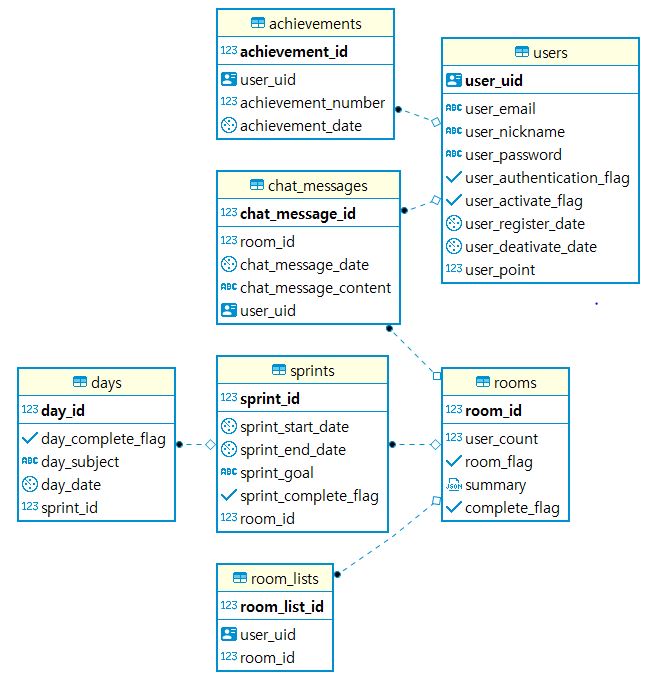 achievements
123 achievement_id
user_uid
123 achievement_number
achievement_date
users
user_uid
ABC user_email
ABC user_nickname
ABC user_password
user_authentication_flag
user_activate_flag
user_register_date
user_deativate_date
123 user_point
chat_messages
123 chat_message_id
123 room_id
chat_message_date
ABC chat_message_content
user_uid
days
123 day_id
day_complete_flag
ABC day_subject
day_date
123 sprint_id
sprints
123 sprint_id
sprint_start_date
sprint_end_date
ABC sprint_goal
sprint_complete_flag
123 room_id
rooms
123 room_id
123 user_count
room_flag
JSON summary
complete_flag
room_lists
123 room_list_id
user_uid
123 room_id